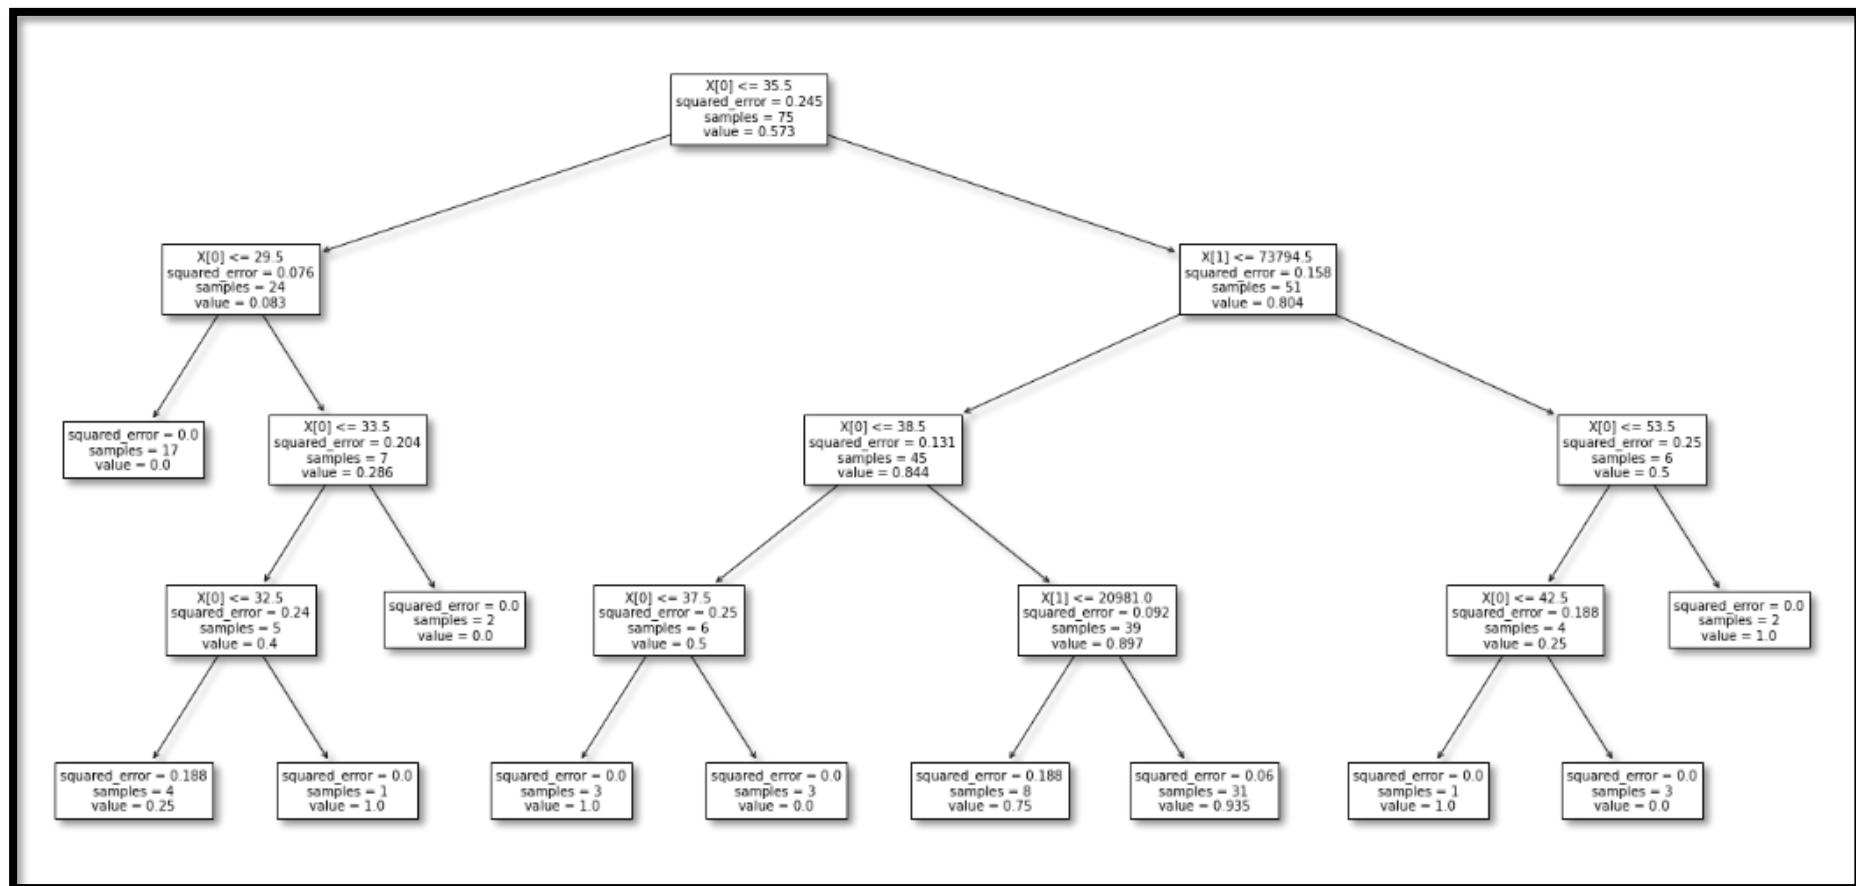 X[0] <= 35.5
squared_error = 0.245
samples = 75
value = 0.573
X[0] <= 29.5
squared_error = 0.076
samples = 24
value = 0.083
X[1] <= 73794.5
squared_error = 0.158
samples = 51
value = 0.804
squared_error = 0.0
samples = 17
value = 0.0
X[0] <= 33.5
squared_error = 0.204
samples = 7
value = 0.286
X[0] <= 38.5
squared_error = 0.131
samples = 45
value = 0.844
X[0] <= 53.5
squared_error = 0.25
samples = 6
value = 0.5
X[0] <= 32.5
squared_error = 0.24
samples = 5
value = 0.4
squared_error = 0.0
samples = 2
value = 0.0
X[0] <= 37.5
squared_error = 0.25
samples = 6
value = 0.5
X[1] <= 20981.0
squared_error = 0.092
samples = 39
value = 0.897
X[0] <= 42.5
squared_error = 0.188
samples = 4
value = 0.25
squared_error = 0.0
samples = 2
value = 1.0
squared_error = 0.188
samples = 4
value = 0.25
squared_error = 0.0
samples = 1
value = 1.0
squared_error = 0.0
samples = 3
value = 1.0
squared_error = 0.0
samples = 3
value = 0.0
squared_error = 0.188
samples = 8
value = 0.75
squared_error = 0.06
samples = 31
value = 0.935
squared_error = 0.0
samples = 1
value = 1.0
squared_error = 0.0
samples = 3
value = 0.0